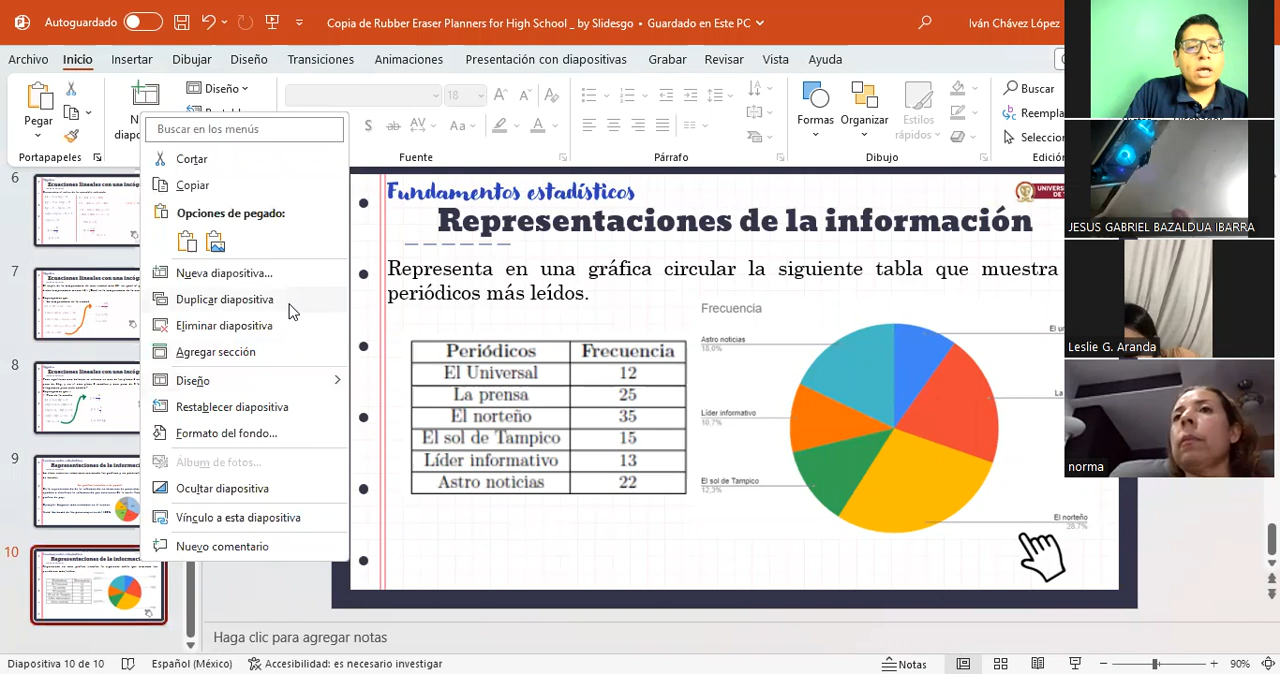 Autoguardado
Copia de Rubber Eraser Planners for High School _ by Slidesgo • Guardado en Este PC
Iván Chávez López
Archivo Inicio Insertar Dibujar Diseño Transiciones Animaciones Presentación con diapositivas Grabar Revisar Vista Ayuda
Pegar
Diseño
18
Buscar
Reempla
Seleccion
Formas Organizar Estilos rápidos
Portapapeles Fuente Párrafo Dibujo Edición
Buscar en los menús
Cortar
Copiar
Opciones de pegado:
Nueva diapositiva...
Duplicar diapositiva
Eliminar diapositiva
Agregar sección
Diseño
Restablecer diapositiva
Formato del fondo...
Álbum de fotos...
Ocultar diapositiva
Vínculo a esta diapositiva
Nuevo comentario
6
7
8
9
10
Fundamentos estadísticos
Representaciones de la información
Representa en una gráfica circular la siguiente tabla que muestra
periódicos más leídos.
Periódicos Frecuencia
El Universal 12
La prensa 25
El norteño 35
El sol de Tampico 15
Líder informativo 13
Astro noticias 22
Frecuencia
Astro noticias
18,0%
Líder informativo
10,7%
El sol de Tampico
12,3%
El un
La
El norteño
28.7%
JESUS GABRIEL BAZALDUA IBARRA
Leslie G. Aranda
norma
Haga clic para agregar notas
Diapositiva 10 de 10 Español (México) Accesibilidad: es necesario investigar Notas 90%